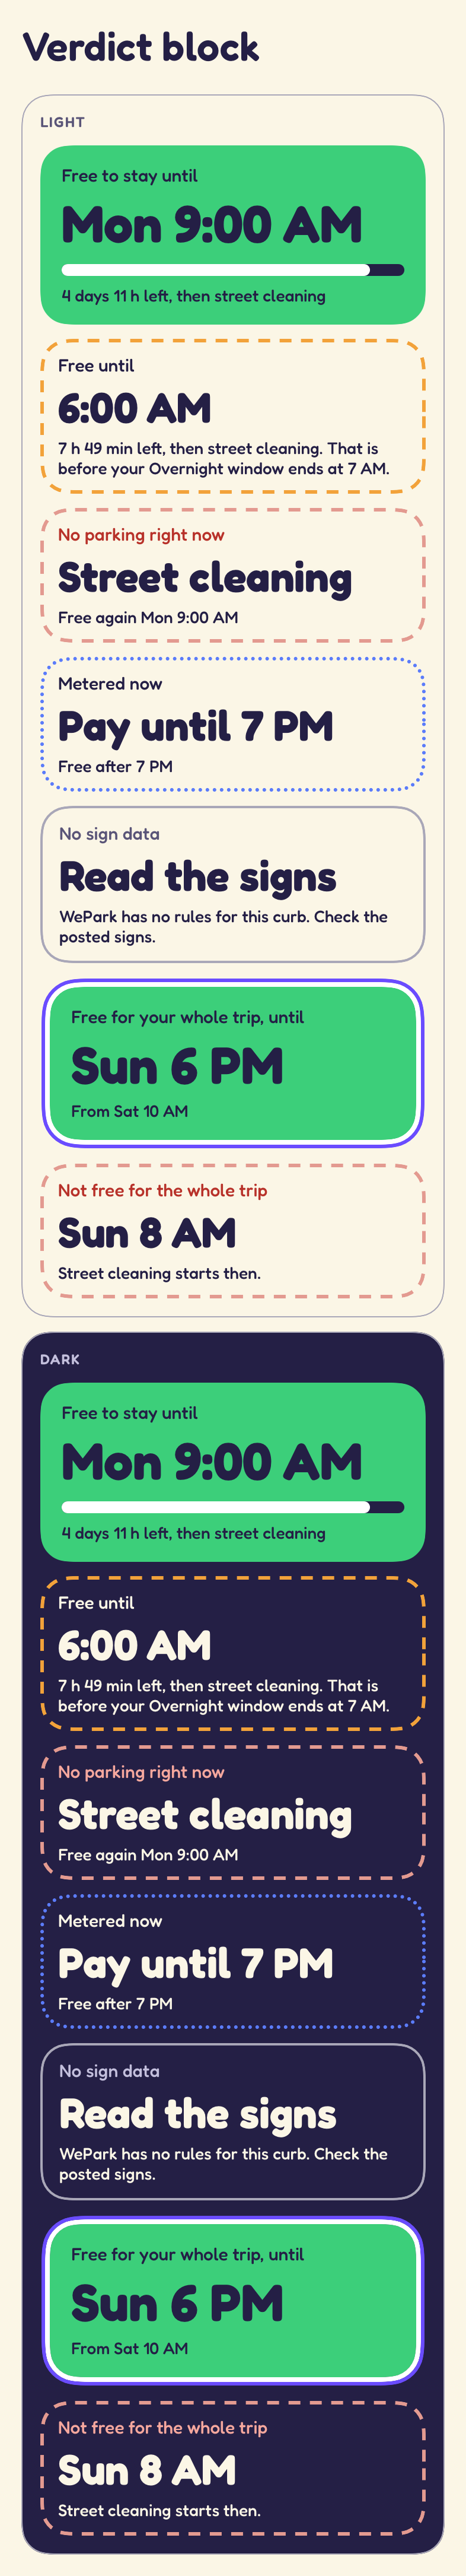 Verdict block
LIGHT
Free to stay until
Mon 9:00 AM
4 days 11 h left, then street cleaning
Free until
6:00 AM
7 h 49 min left, then street cleaning. That is
before your Overnight window ends at 7 AM.
No parking right now
Street cleaning
Free again Mon 9:00 AM
Metered now
Pay until 7 PM
Free after 7 PM
No sign data
Read the signs
WePark has no rules for this curb. Check the
posted signs.
Free for your whole trip, until
Sun 6 PM
From Sat 10 AM
Not free for the whole trip
Sun 8 AM
Street cleaning starts then.
DARK
Free to stay until
Mon 9:00 AM
4 days 11 h left, then street cleaning
Free until
6:00 AM
7 h 49 min left, then street cleaning. That is
before your Overnight window ends at 7 AM.
No parking right now
Street cleaning
Free again Mon 9:00 AM
Metered now
Pay until 7 PM
Free after 7 PM
No sign data
Read the signs
WePark has no rules for this curb. Check the
posted signs.
Free for your whole trip, until
Sun 6 PM
From Sat 10 AM
Not free for the whole trip
Sun 8 AM
Street cleaning starts then.